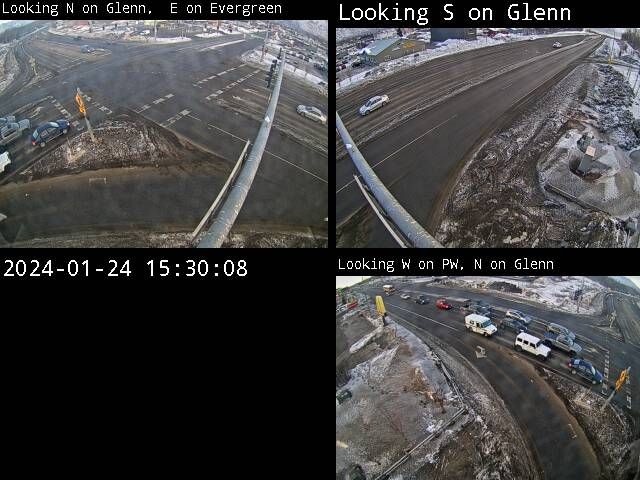 Looking N on Glenn,  E on Evergreen
Looking S on Glenn
2024-01-24 15:30:08
Looking W on PW, N on Glenn